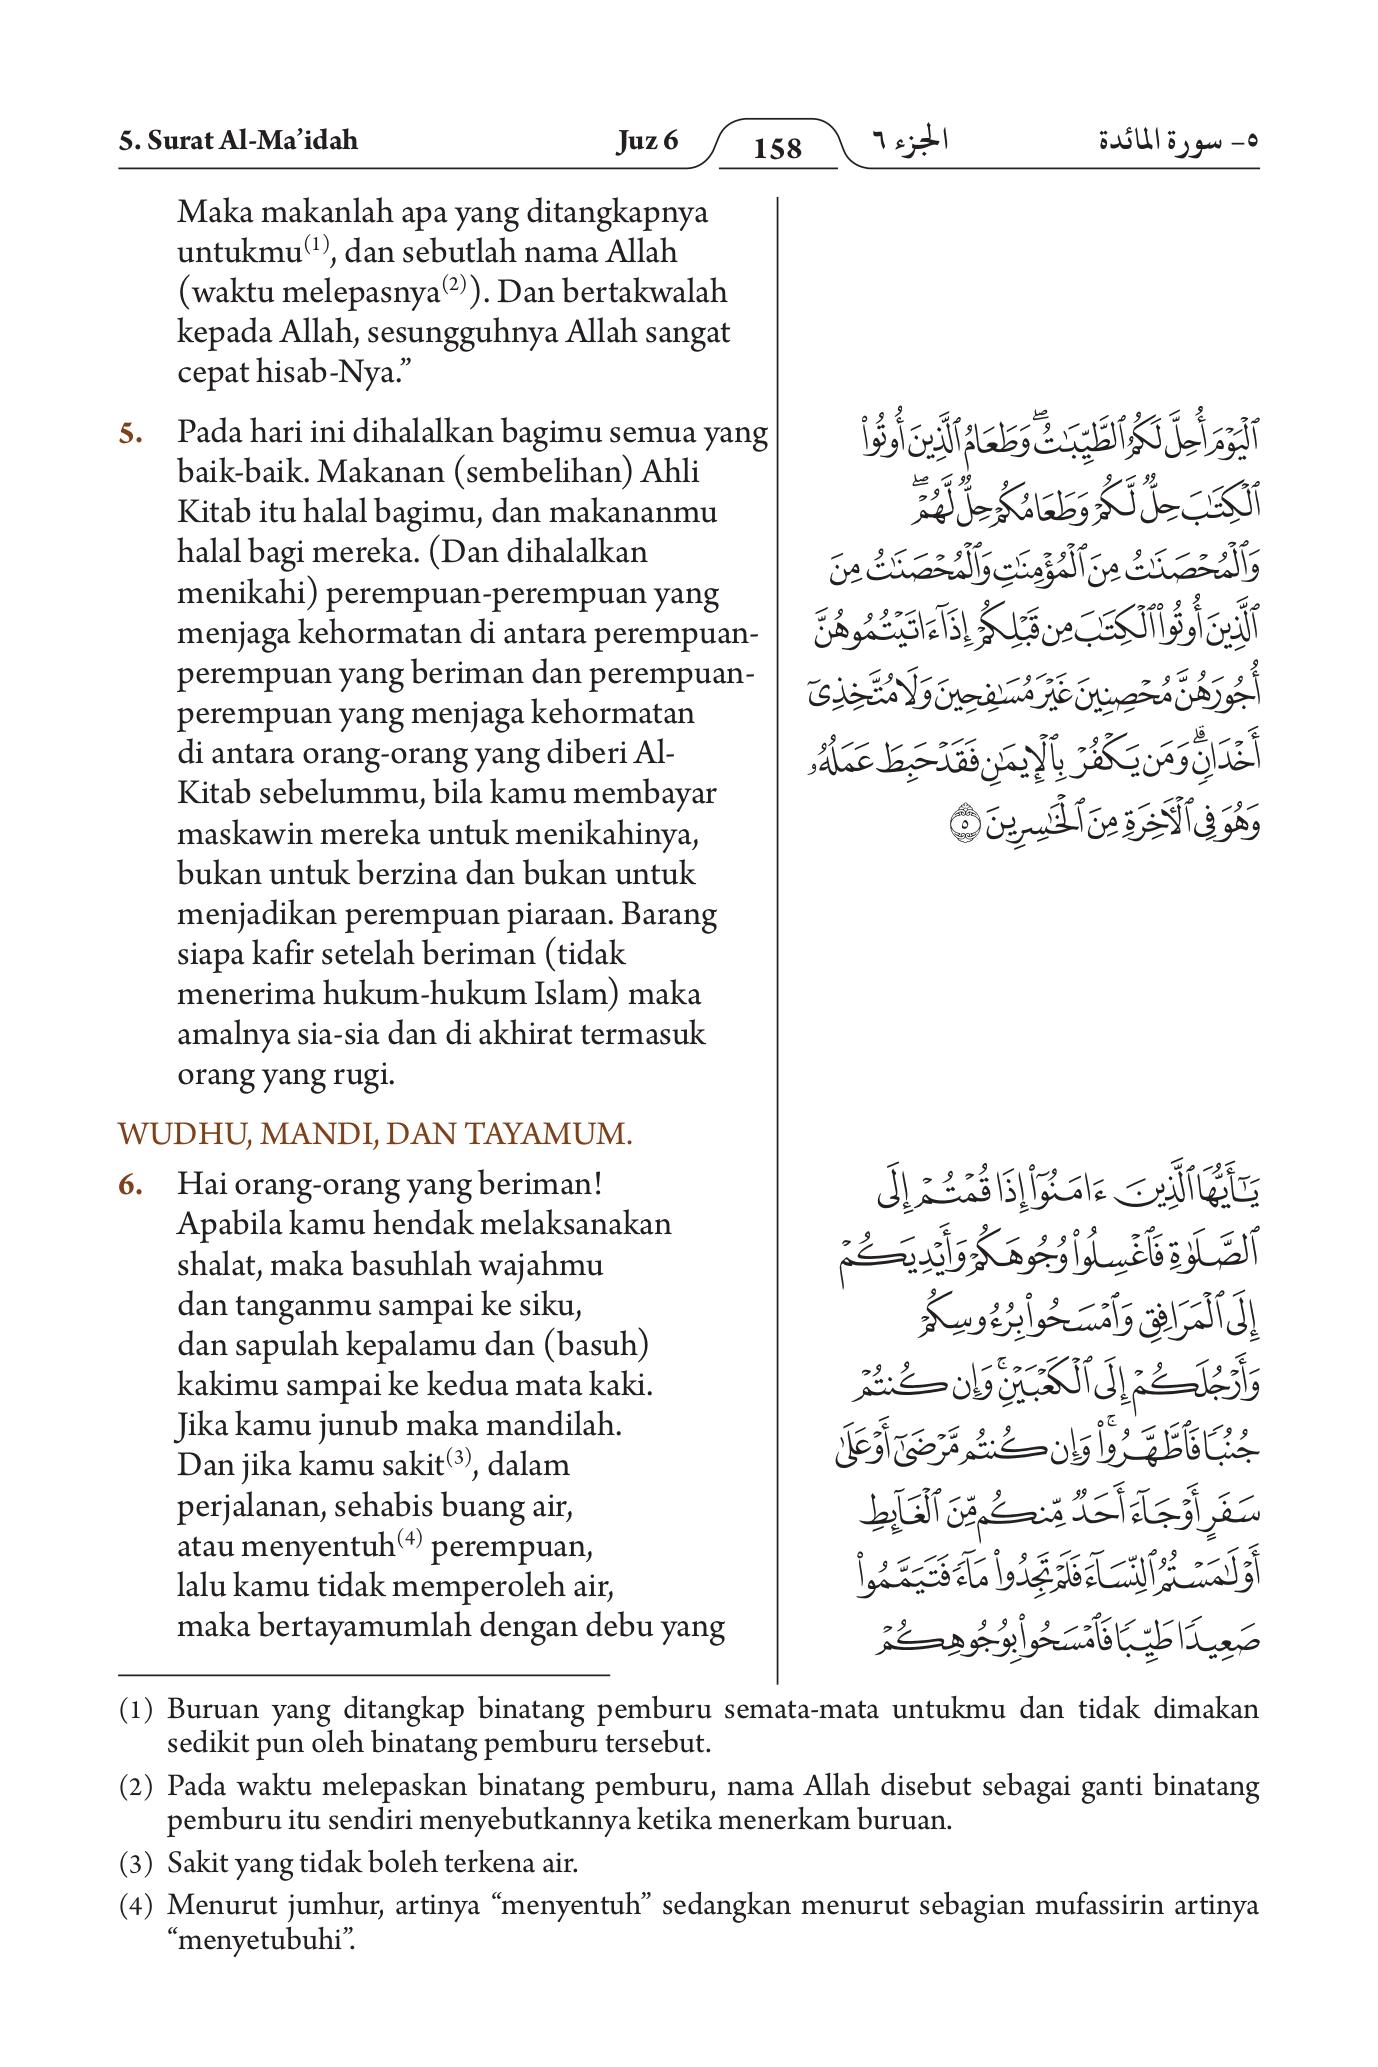 5. Surat Al-Ma’idah
Juz 6
158
الجزء ٦
٥- سورة المائدة
Maka makanlah apa yang ditangkapnya
untukmu(1), dan sebutlah nama Allah
(waktu melepasnya(2)). Dan bertakwalah
kepada Allah, sesungguhnya Allah sangat
cepat hisab-Nya.”
5. Pada hari ini dihalalkan bagimu semua yang
baik-baik. Makanan (sembelihan) Ahli
Kitab itu halal bagimu, dan makananmu
halal bagi mereka. (Dan dihalalkan
menikahi) perempuan-perempuan yang
menjaga kehormatan di antara perempuan-
perempuan yang beriman dan perempuan-
perempuan yang menjaga kehormatan
di antara orang-orang yang diberi Al-
Kitab sebelummu, bila kamu membayar
maskawin mereka untuk menikahinya,
bukan untuk berzina dan bukan untuk
menjadikan perempuan piaraan. Barang
siapa kafir setelah beriman (tidak
menerima hukum-hukum Islam) maka
amalnya sia-sia dan di akhirat termasuk
orang yang rugi.
ٱلْيَوْمَ أُحِلَّ لَكُمُ ٱلطَّيِّبَـٰتُ ۖ وَطَعَامُ ٱلَّذِينَ أُوتُوا۟
ٱلْكِتَـٰبَ حِلٌّ لَّكُمْ وَطَعَامُكُمْ حِلٌّ لَّهُمْ ۖ
وَٱلْمُحْصَنَـٰتُ مِنَ ٱلْمُؤْمِنَـٰتِ وَٱلْمُحْصَنَـٰتُ مِنَ
ٱلَّذِينَ أُوتُوا۟ ٱلْكِتَـٰبَ مِن قَبْلِكُمْ إِذَآ ءَاتَيْتُمُوهُنَّ
أُجُورَهُنَّ مُحْصِنِينَ غَيْرَ مُسَـٰفِحِينَ وَلَا مُتَّخِذِىٓ
أَخْدَانٍ ۗ وَمَن يَكْفُرْ بِٱلْإِيمَـٰنِ فَقَدْ حَبِطَ عَمَلُهُۥ
وَهُوَ فِى ٱلْـَٔاخِرَةِ مِنَ ٱلْخَـٰسِرِينَ ٥
WUDHU, MANDI, DAN TAYAMUM.
6. Hai orang-orang yang beriman!
Apabila kamu hendak melaksanakan
shalat, maka basuhlah wajahmu
dan tanganmu sampai ke siku,
dan sapulah kepalamu dan (basuh)
kakimu sampai ke kedua mata kaki.
Jika kamu junub maka mandilah.
Dan jika kamu sakit(3), dalam
perjalanan, sehabis buang air,
atau menyentuh(4) perempuan,
lalu kamu tidak memperoleh air,
maka bertayamumlah dengan debu yang
يَـٰٓأَيُّهَا ٱلَّذِينَ ءَامَنُوٓا۟ إِذَا قُمْتُمْ إِلَى
ٱلصَّلَوٰةِ فَٱغْسِلُوا۟ وُجُوهَكُمْ وَأَيْدِيَكُمْ
إِلَى ٱلْمَرَافِقِ وَٱمْسَحُوا۟ بِرُءُوسِكُمْ
وَأَرْجُلَكُمْ إِلَى ٱلْكَعْبَيْنِ ۚ وَإِن كُنتُمْ
جُنُبًا فَٱطَّهَّرُوا۟ ۚ وَإِن كُنتُم مَّرْضَىٰٓ أَوْ عَلَىٰ
سَفَرٍ أَوْ جَآءَ أَحَدٌ مِّنكُم مِّنَ ٱلْغَآئِطِ
أَوْ لَـٰمَسْتُمُ ٱلنِّسَآءَ فَلَمْ تَجِدُوا۟ مَآءً فَتَيَمَّمُوا۟
صَعِيدًا طَيِّبًا فَٱمْسَحُوا۟ بِوُجُوهِكُمْ
(1) Buruan yang ditangkap binatang pemburu semata-mata untukmu dan tidak dimakan
sedikit pun oleh binatang pemburu tersebut.
(2) Pada waktu melepaskan binatang pemburu, nama Allah disebut sebagai ganti binatang
pemburu itu sendiri menyebutkannya ketika menerkam buruan.
(3) Sakit yang tidak boleh terkena air.
(4) Menurut jumhur, artinya “menyentuh” sedangkan menurut sebagian mufassirin artinya
“menyetubuhi”.